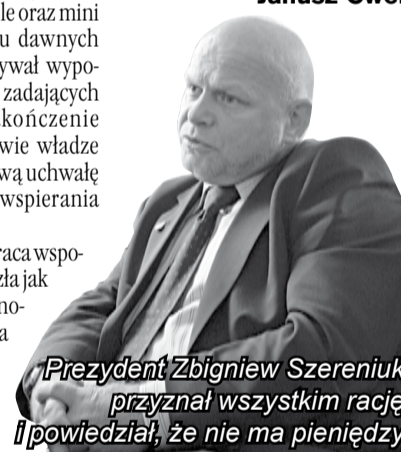 le oraz mini
u dawnych
ywał wypo-
zadających
kończenie
wie władze
wą uchwałę
wspierania
raca wspo-
zła jak
no-
a
Prezydent Zbigniew Szereniuk
przyznał wszystkim rację
i powiedział, że nie ma pieniędzy